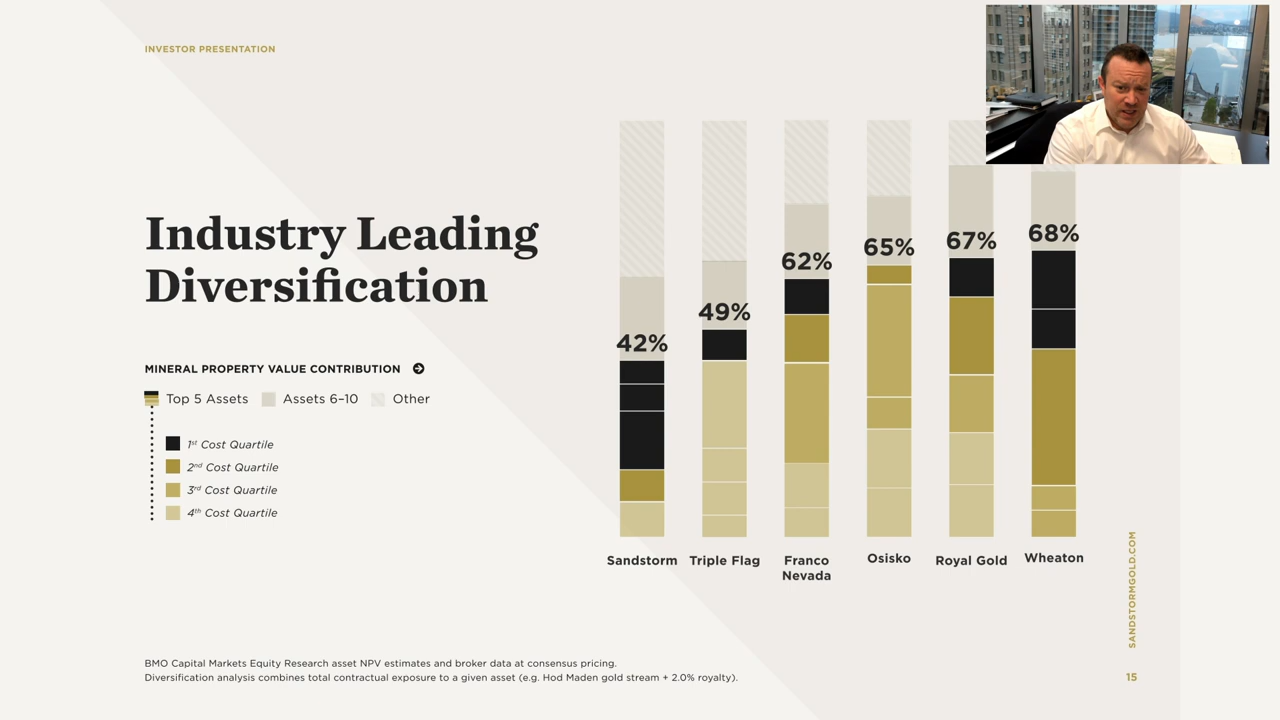 INVESTOR PRESENTATION
Industry Leading
Diversification
MINERAL PROPERTY VALUE CONTRIBUTION
Top 5 Assets Assets 6–10 Other
1st Cost Quartile
2nd Cost Quartile
3rd Cost Quartile
4th Cost Quartile
42%
49%
62%
65%
67%
68%
Sandstorm Triple Flag Franco Nevada Osisko Royal Gold Wheaton
SANDSTORMGOLD.COM
BMO Capital Markets Equity Research asset NPV estimates and broker data at consensus pricing.
Diversification analysis combines total contractual exposure to a given asset (e.g. Hod Maden gold stream + 2.0% royalty).
15